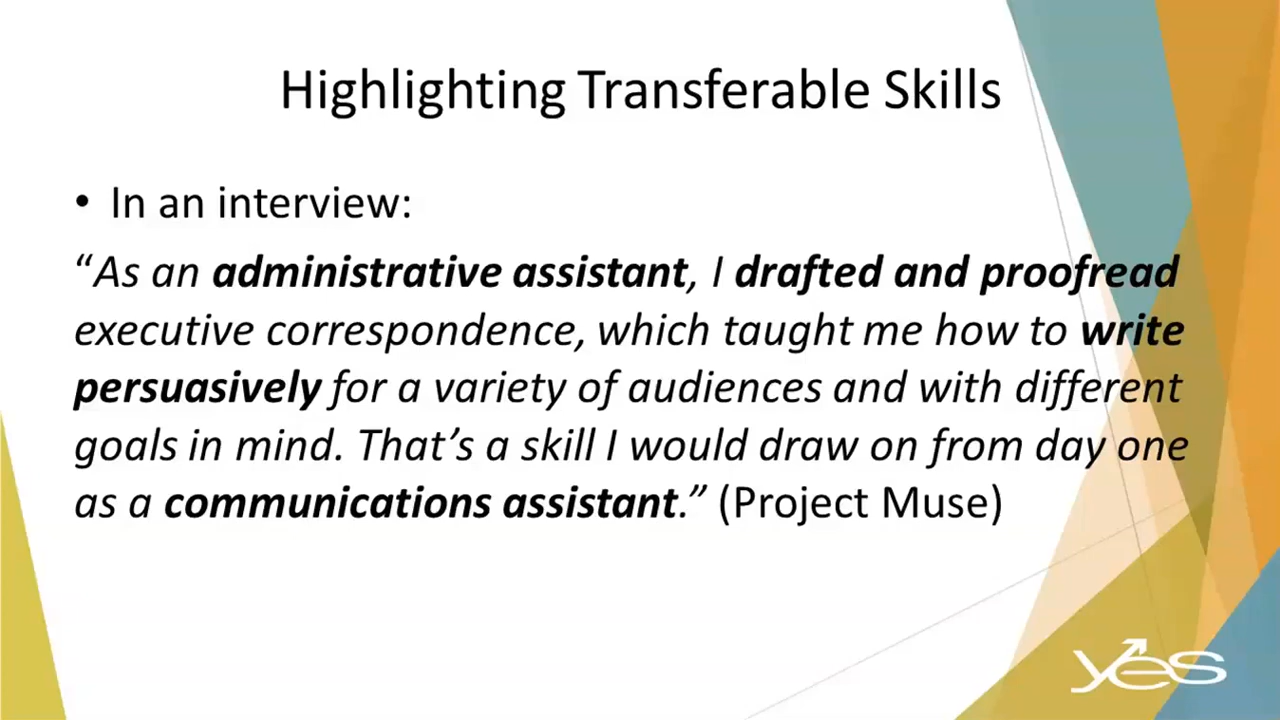 Highlighting Transferable Skills
• In an interview:
“As an administrative assistant, I drafted and proofread
executive correspondence, which taught me how to write
persuasively for a variety of audiences and with different
goals in mind. That’s a skill I would draw on from day one
as a communications assistant.” (Project Muse)
yes